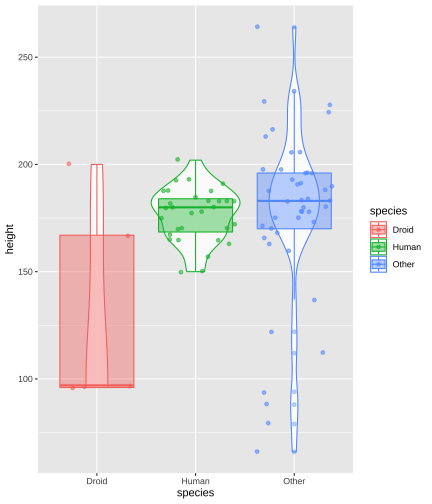 250
200
150
100
height
Droid
Human
Other
species
species
Droid
Human
Other